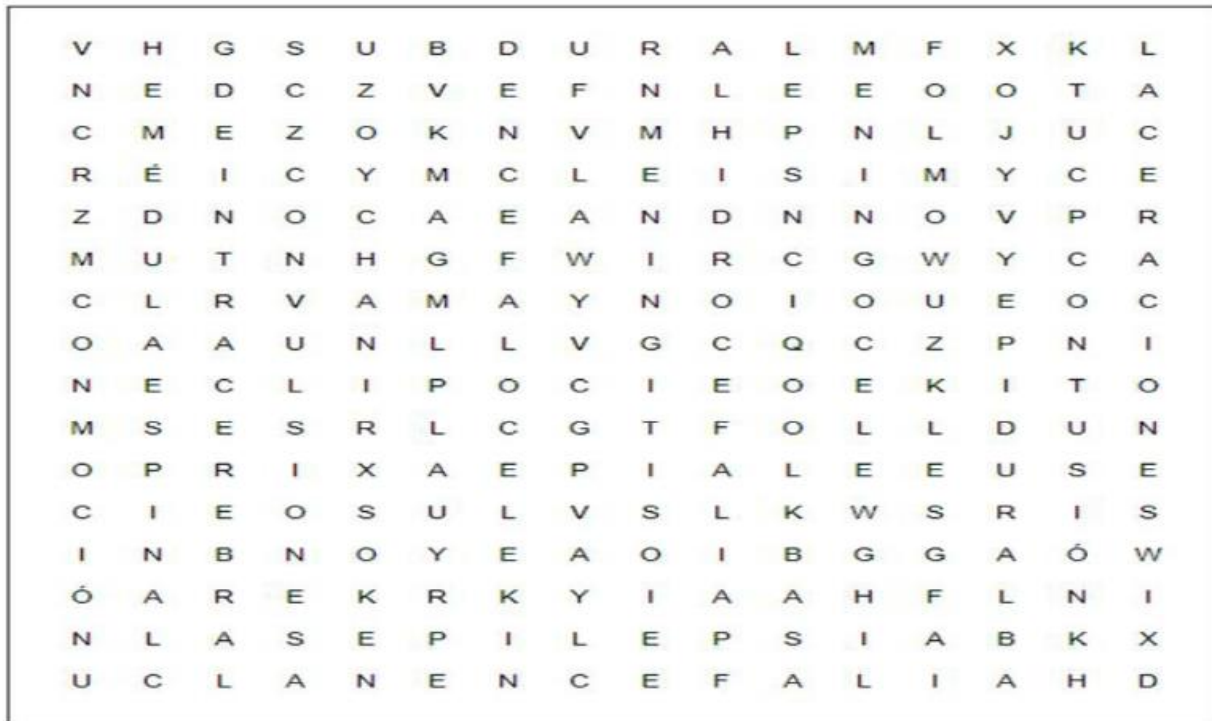 V H G S U B D U R A L M F X K L
N E D C Z V E F N L E E O O T A
C M E Z O K N V M H P N L J U C
R É I C Y M C L E I S I M Y C E
Z D N O C A E A N D N N O V P R
M U T N H G F W I R C G W Y C A
C L R V A M A Y N O I O U E O C
O A A U N L L V G C Q C Z P N I
N E C L I P O C I E O E K I T O
M S E S R L C G T F O L L D U N
O P R I X A E P I A L E E U S E
C I E O S U L V S L K W S R I S
I N B N O Y E A O I B G G A Ó W
Ó A R E K R K Y I A A H F L N I
N L A S E P I L E P S I A B K X
U C L A N E N C E F A L I A H D